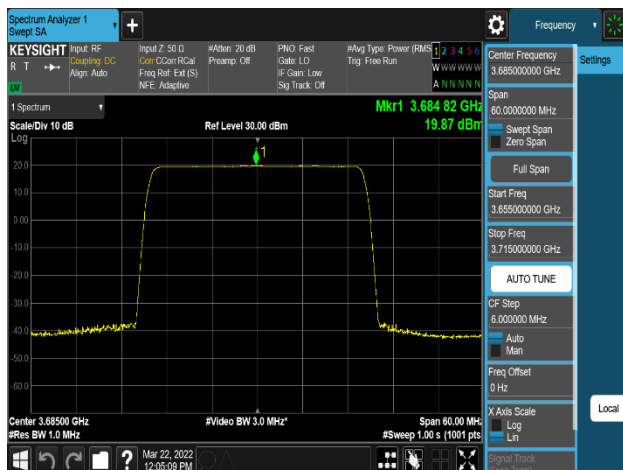 Spectrum Analyzer 1
Swept SA
Frequency
KEYSIGHT
R T
LXI
Input: RF
Coupling: DC
Align: Auto
Input Z: 50 Ω
Corr CCorr RCal
Freq Ref: Ext (S)
NFE: Adaptive
#Atten: 20 dB
Preamp: Off
PNO: Fast
Gate: LO
IF Gain: Low
Sig Track: Off
#Avg Type: Power (RMS
Trig: Free Run
1 2 3 4 5 6
W W W W W W
A N N N N N
1 Spectrum
Scale/Div 10 dB
Ref Level 30.00 dBm
Mkr1 3.684 82 GHz
19.87 dBm
Log
1
20.0
10.0
0.00
-10.0
-20.0
-30.0
-40.0
-50.0
-60.0
Center 3.68500 GHz
#Res BW 1.0 MHz
#Video BW 3.0 MHz*
Span 60.00 MHz
#Sweep 1.00 s (1001 pts
?
Mar 22, 2022
12:05:09 PM
Center Frequency
3.685000000 GHz
Settings
Span
60.0000000 MHz
Swept Span
Zero Span
Full Span
Start Freq
3.655000000 GHz
Stop Freq
3.715000000 GHz
AUTO TUNE
CF Step
6.000000 MHz
Auto
Man
Freq Offset
0 Hz
X Axis Scale
Log
Lin
Local
Signal Track